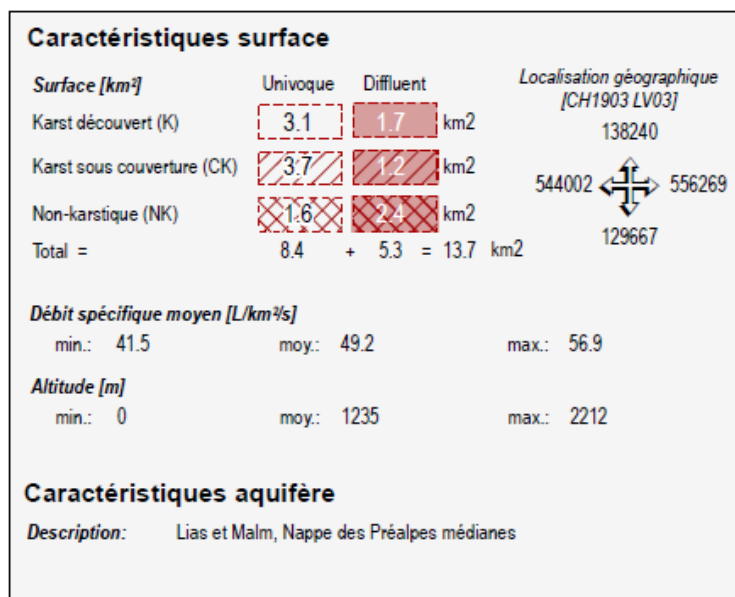 Caractéristiques surface
Surface [km²] Univoque Diffluent
Localisation géographique
[CH1903 LV03]
Karst découvert (K) 3.1 1.7 km2
138240
Karst sous couverture (CK) 3.7 1.2 km2
544002 556269
Non-karstique (NK) 1.6 2.4 km2
129667
Total = 8.4 + 5.3 = 13.7 km2
Débit spécifique moyen [L/km²/s]
min.: 41.5 moy.: 49.2 max.: 56.9
Altitude [m]
min.: 0 moy.: 1235 max.: 2212
Caractéristiques aquifère
Description: Lias et Malm, Nappe des Préalpes médianes